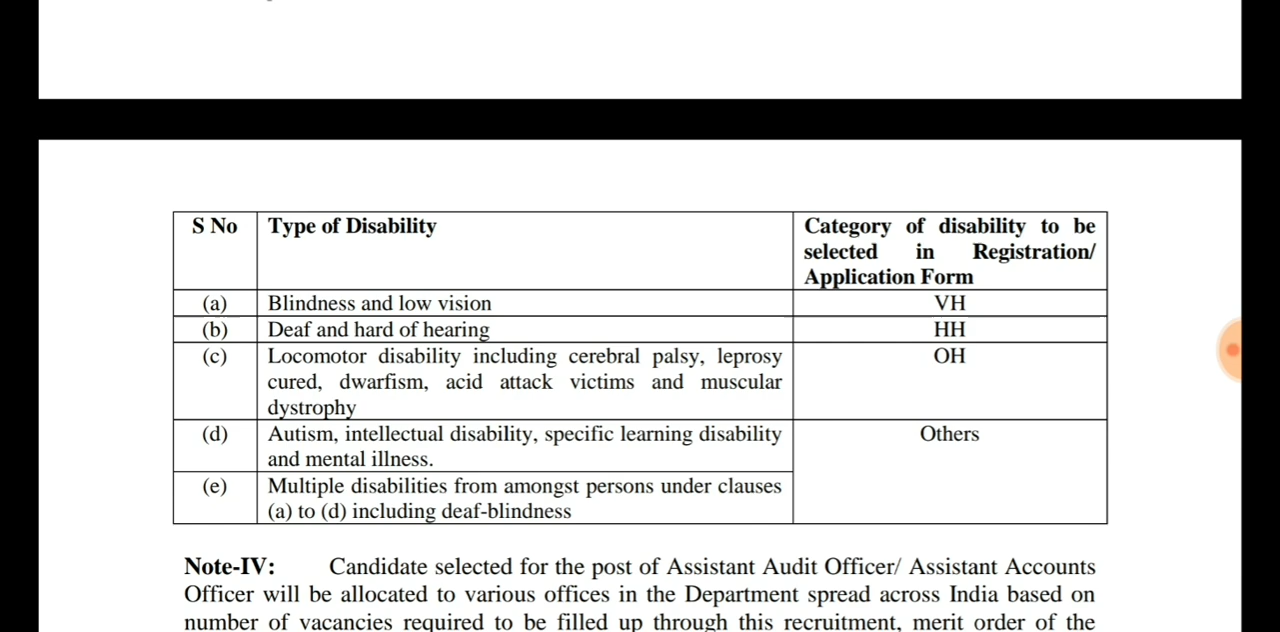 S No Type of Disability Category of disability to be
selected in Registration/
Application Form
(a) Blindness and low vision VH
(b) Deaf and hard of hearing HH
(c) Locomotor disability including cerebral palsy, leprosy OH
cured, dwarfism, acid attack victims and muscular
dystrophy
(d) Autism, intellectual disability, specific learning disability Others
and mental illness.
(e) Multiple disabilities from amongst persons under clauses
(a) to (d) including deaf-blindness
Note-IV: Candidate selected for the post of Assistant Audit Officer/ Assistant Accounts
Officer will be allocated to various offices in the Department spread across India based on
number of vacancies required to be filled up through this recruitment, merit order of the